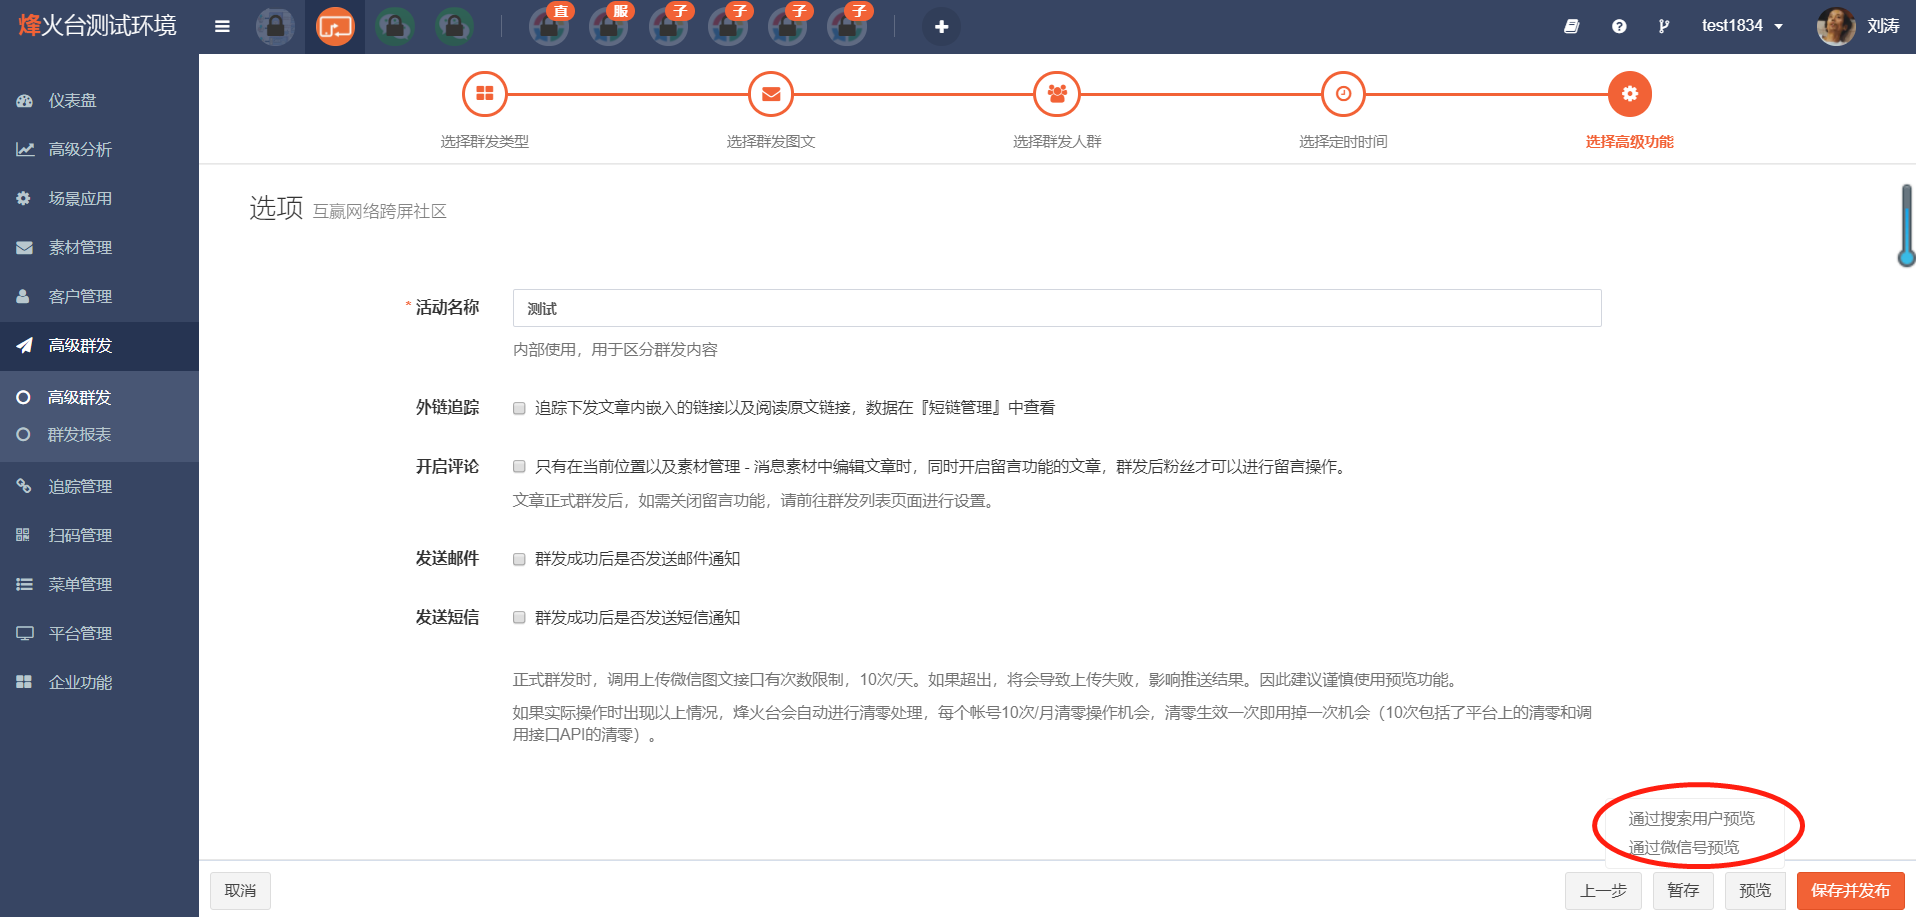 烽火台测试环境
直
服
子
子
子
子
test1834
刘涛
仪表盘
高级分析
场景应用
素材管理
客户管理
高级群发
高级群发
群发报表
追踪管理
扫码管理
菜单管理
平台管理
企业功能
选择群发类型
选择群发图文
选择群发人群
选择定时时间
选择高级功能
选项 互赢网络跨屏社区
* 活动名称 测试
内部使用，用于区分群发内容
外链追踪 追踪下发文章内嵌入的链接以及阅读原文链接，数据在『短链管理』中查看
开启评论 只有在当前位置以及素材管理 - 消息素材中编辑文章时，同时开启留言功能的文章，群发后粉丝才可以进行留言操作。
文章正式群发后，如需关闭留言功能，请前往群发列表页面进行设置。
发送邮件 群发成功后是否发送邮件通知
发送短信 群发成功后是否发送短信通知
正式群发时，调用上传微信图文接口有次数限制，10次/天。如果超出，将会导致上传失败，影响推送结果。因此建议谨慎使用预览功能。
如果实际操作时出现以上情况，烽火台会自动进行清零处理，每个帐号10次/月清零操作机会，清零生效一次即用掉一次机会（10次包括了平台上的清零和调
用接口API的清零）。
通过搜索用户预览
通过微信号预览
取消
上一步
暂存
预览
保存并发布